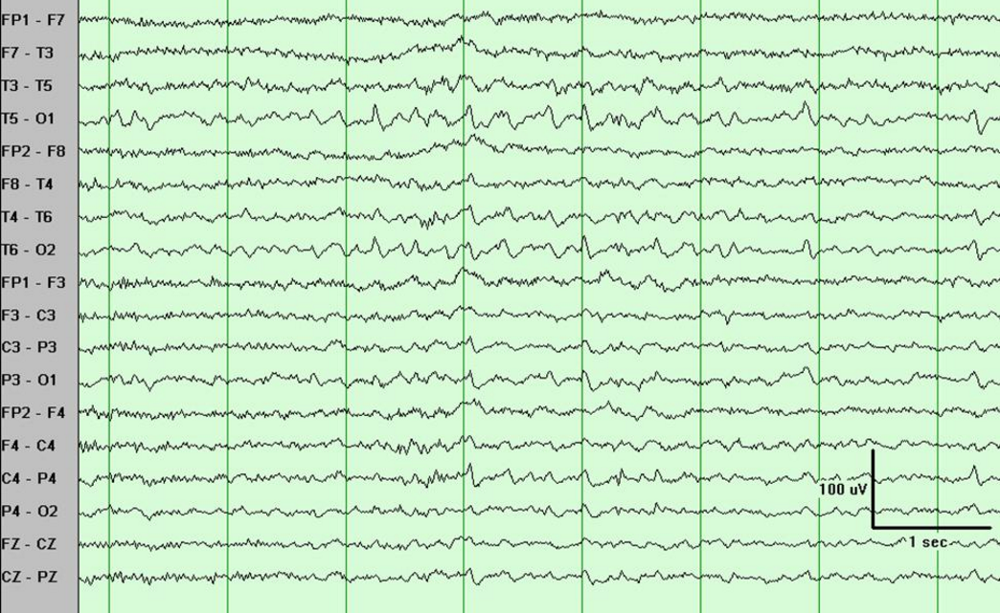 FP1 - F7
F7 - T3
T3 - T5
T5 - O1
FP2 - F8
F8 - T4
T4 - T6
T6 - O2
FP1 - F3
F3 - C3
C3 - P3
P3 - O1
FP2 - F4
F4 - C4
C4 - P4
100 uV
P4 - O2
FZ - CZ
1 sec
CZ - PZ